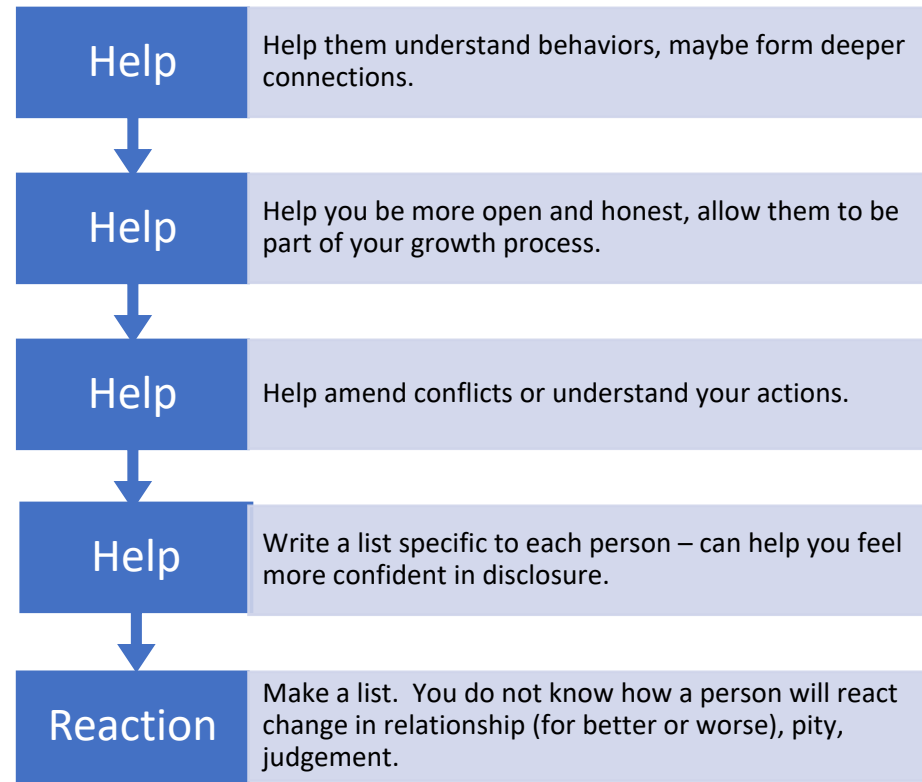 Help
Help them understand behaviors, maybe form deeper
connections.
Help
Help you be more open and honest, allow them to be
part of your growth process.
Help
Help amend conflicts or understand your actions.
Help
Write a list specific to each person – can help you feel
more confident in disclosure.
Reaction
Make a list.  You do not know how a person will react
change in relationship (for better or worse), pity,
judgement.